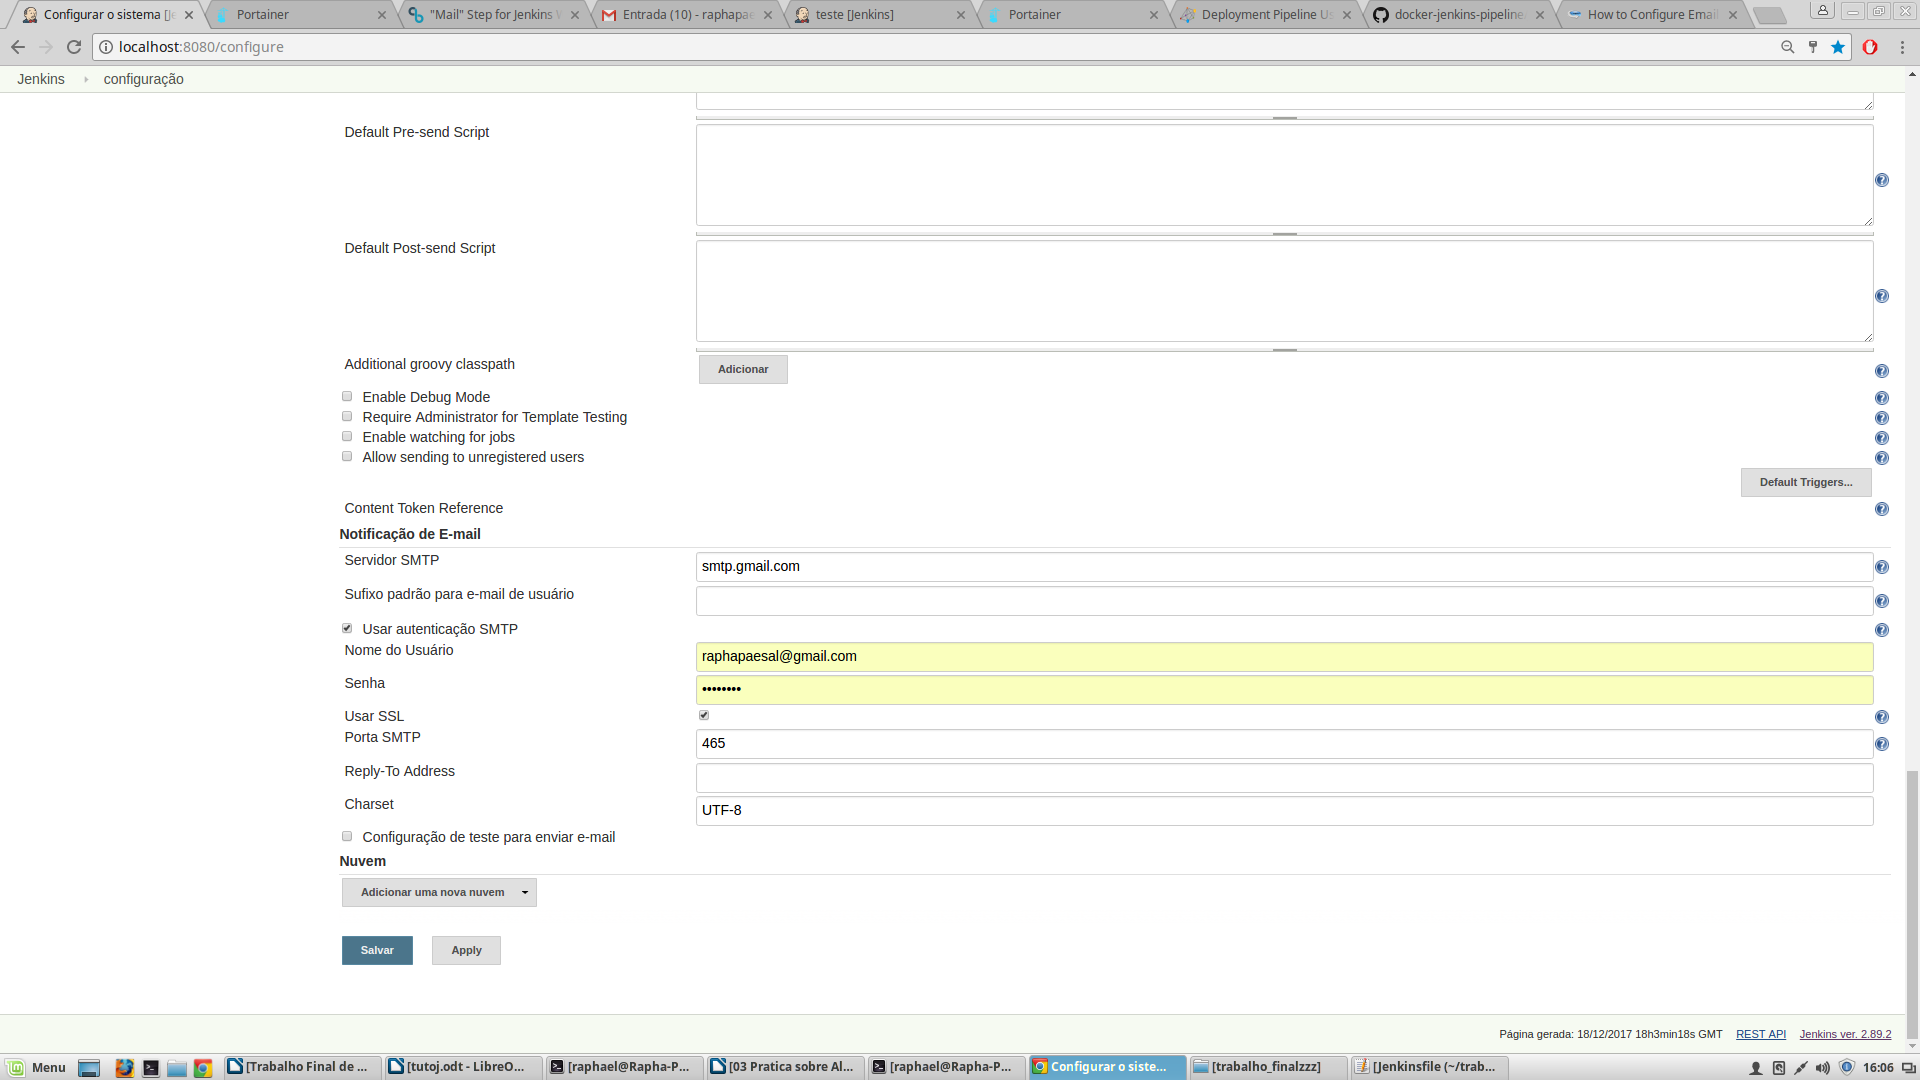 Configurar o sistema [Je
Portainer
"Mail" Step for Jenkins W
Entrada (10) - raphapae
teste [Jenkins]
Portainer
Deployment Pipeline Us
docker-jenkins-pipeline
How to Configure Email
localhost:8080/configure
Jenkins
configuração
Default Pre-send Script
Default Post-send Script
Additional groovy classpath
Adicionar
Enable Debug Mode
Require Administrator for Template Testing
Enable watching for jobs
Allow sending to unregistered users
Default Triggers...
Content Token Reference
Notificação de E-mail
Servidor SMTP
smtp.gmail.com
Sufixo padrão para e-mail de usuário
Usar autenticação SMTP
Nome do Usuário
raphapaesal@gmail.com
Senha
••••••••
Usar SSL
Porta SMTP
465
Reply-To Address
Charset
UTF-8
Configuração de teste para enviar e-mail
Nuvem
Adicionar uma nova nuvem
Salvar
Apply
Página gerada: 18/12/2017 18h3min18s GMT
REST API
Jenkins ver. 2.89.2
Menu
[Trabalho Final de ...
[tutoj.odt - LibreO...
[raphael@Rapha-P...
[03 Pratica sobre Al...
[raphael@Rapha-P...
Configurar o siste...
[trabalho_finalzzz]
[Jenkinsfile (~/trab...
16:06